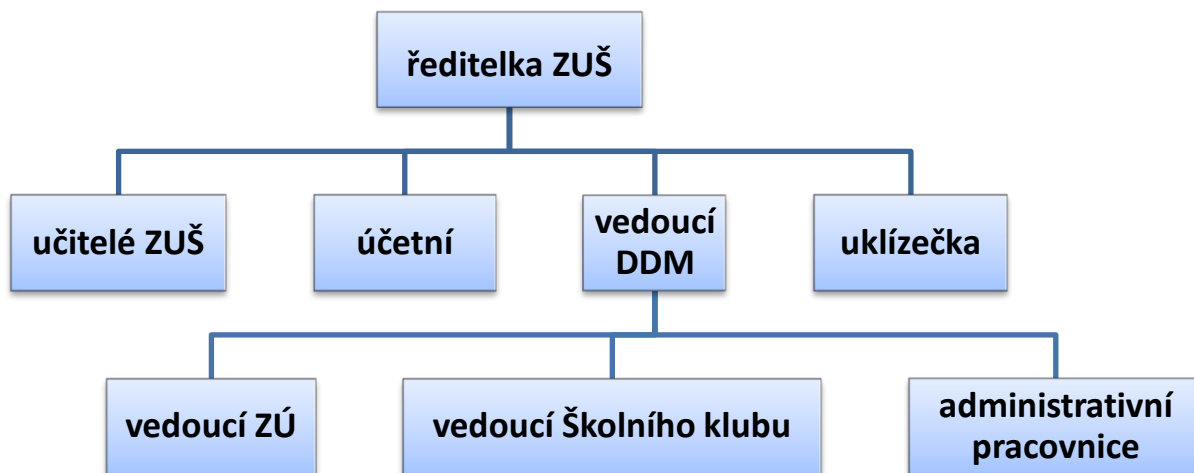 ředitelka ZUŠ
učitelé ZUŠ
účetní
vedoucí
DDM
uklízečka
vedoucí ZÚ
vedoucí Školního klubu
administrativní
pracovnice